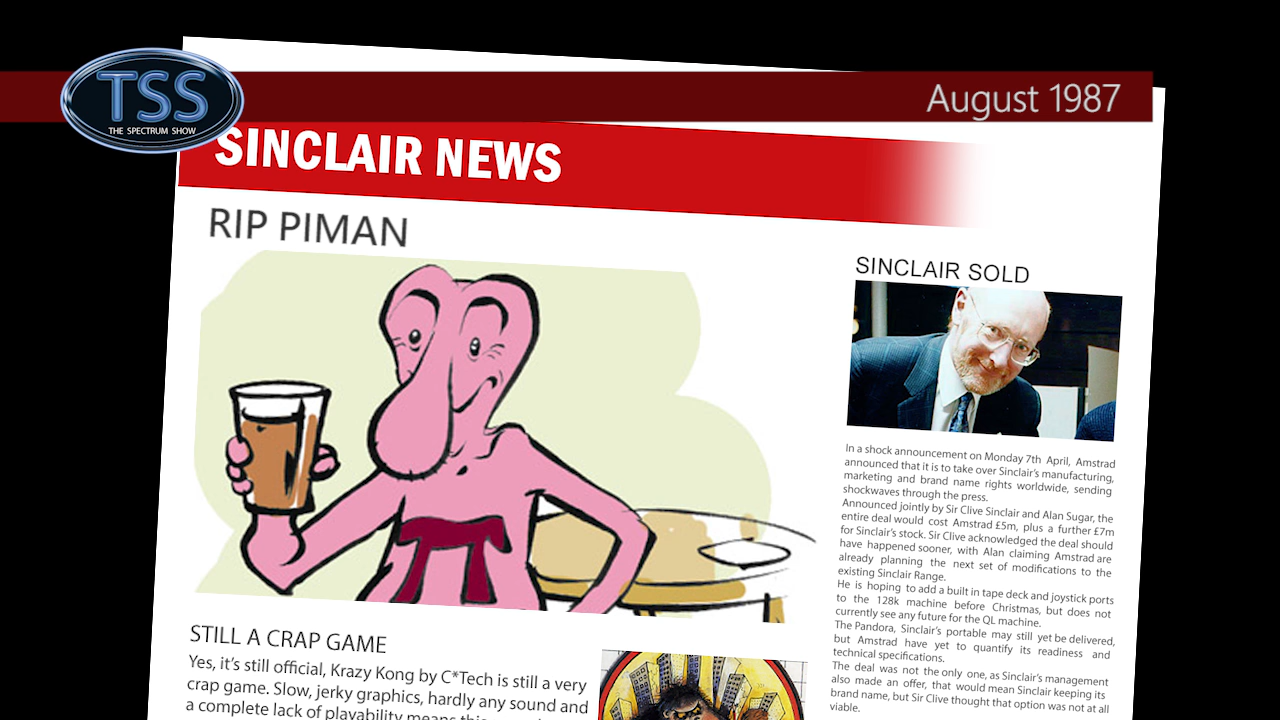 TSS
THE SPECTRUM SHOW
August 1987
SINCLAIR NEWS
RIP PIMAN
SINCLAIR SOLD
In a shock announcement on Monday 7th April, Amstrad
announced that it is to take over Sinclair's manufacturing,
marketing and brand name rights worldwide, sending
shockwaves through the press.
Announced jointly by Sir Clive Sinclair and Alan Sugar, the
entire deal would cost Amstrad £5m, plus a further £7m
for Sinclair's stock. Sir Clive acknowledged the deal should
have happened sooner, with Alan claiming Amstrad are
already planning the next set of modifications to the
existing Sinclair Range.
He is hoping to add a built in tape deck and joystick ports
to the 128k machine before Christmas, but does not
currently see any future for the QL machine.
The Pandora, Sinclair's portable may still yet be delivered,
but Amstrad have yet to quantify its readiness and
technical specifications.
The deal was not the only one, as Sinclair's management
also made an offer, that would mean Sinclair keeping its
brand name, but Sir Clive thought that option was not at all
viable.
STILL A CRAP GAME
Yes, it's still official, Krazy Kong by C*Tech is still a very
crap game. Slow, jerky graphics, hardly any sound and
a complete lack of playability means